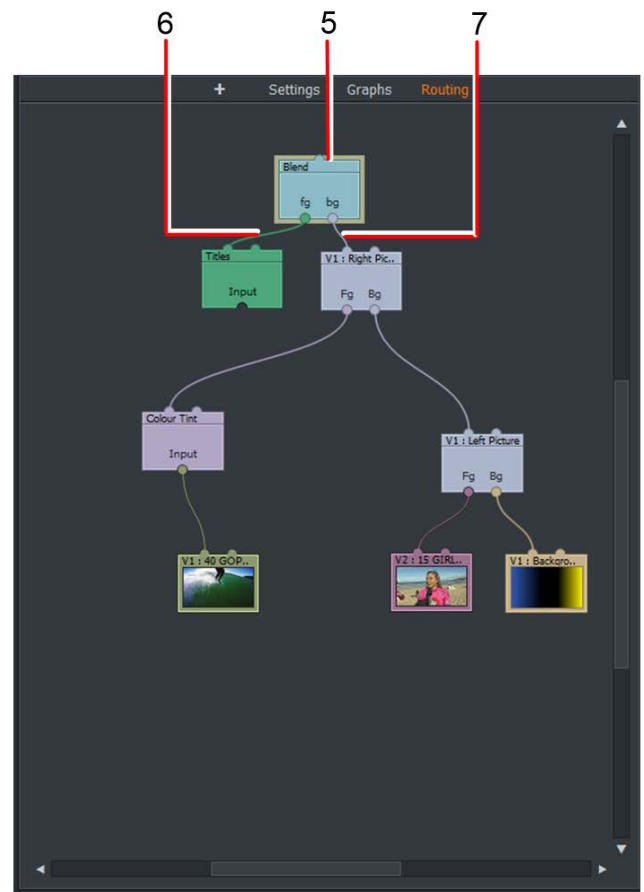 6 5 7
+ Settings Graphs Routing
Blend
fg bg
Titles
Input
V1 : Right Pic..
Fg Bg
Colour Tint
Input
V1 : Left Picture
Fg Bg
V1 : 40 GOP..
V2 : 15 GIRL..
V1 : Backgro..